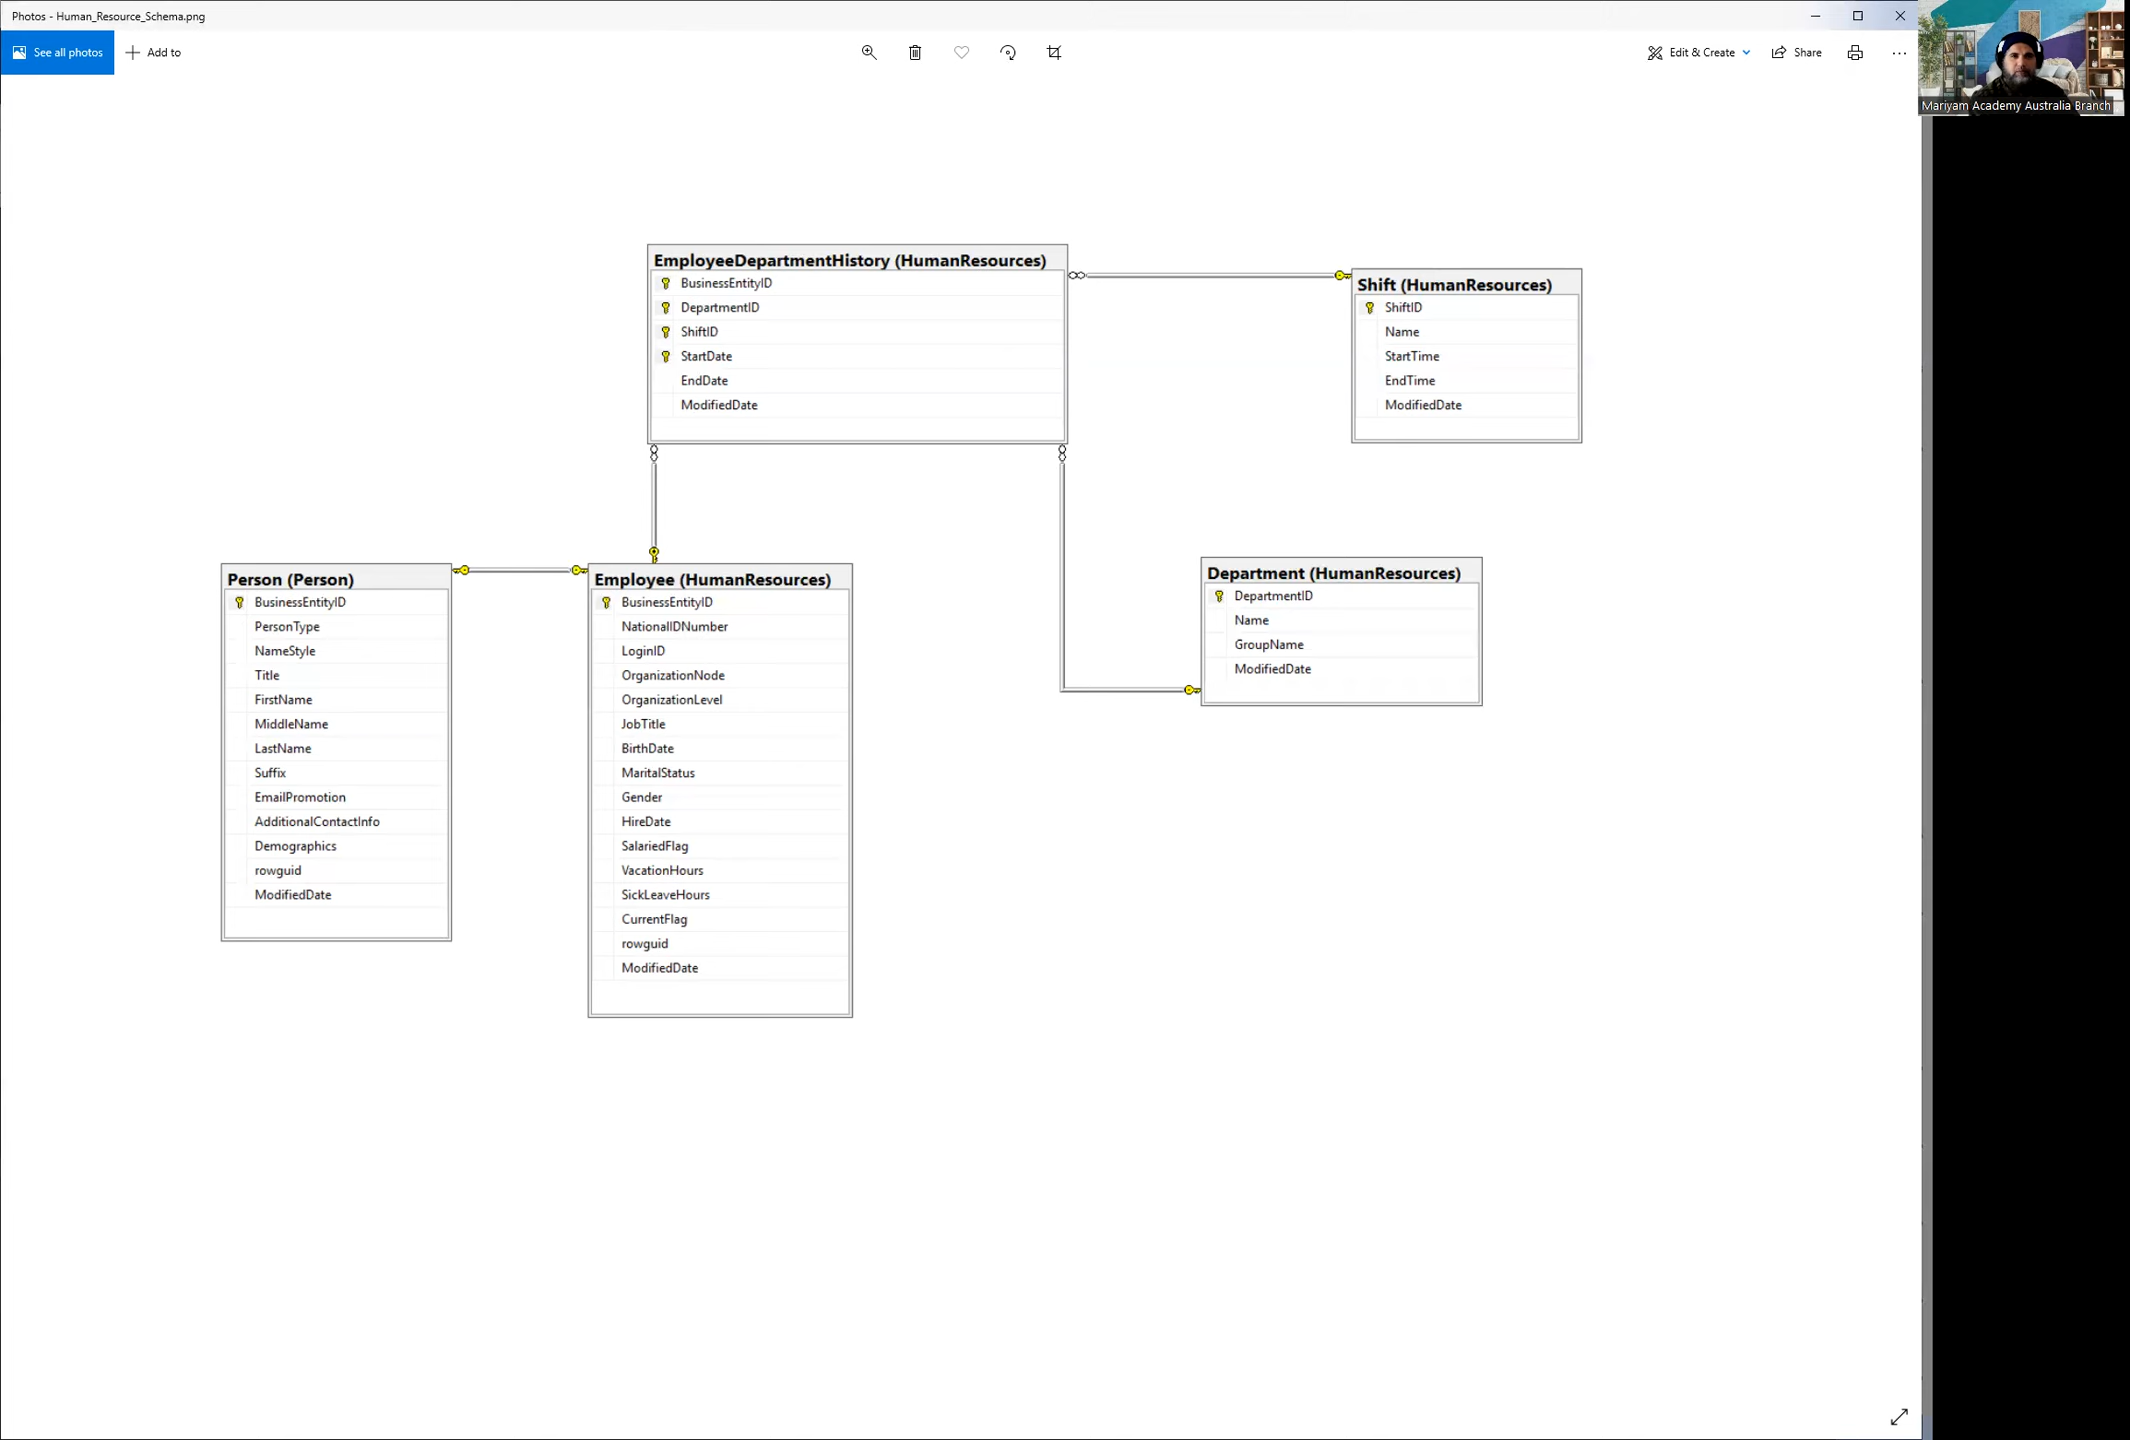 Photos - Human_Resource_Schema.png
See all photos
Add to
Edit & Create
Share
Mariyam Academy Australia Branch
EmployeeDepartmentHistory (HumanResources)
BusinessEntityID
DepartmentID
ShiftID
StartDate
EndDate
ModifiedDate
Shift (HumanResources)
ShiftID
Name
StartTime
EndTime
ModifiedDate
Person (Person)
BusinessEntityID
PersonType
NameStyle
Title
FirstName
MiddleName
LastName
Suffix
EmailPromotion
AdditionalContactInfo
Demographics
rowguid
ModifiedDate
Employee (HumanResources)
BusinessEntityID
NationalIDNumber
LoginID
OrganizationNode
OrganizationLevel
JobTitle
BirthDate
MaritalStatus
Gender
HireDate
SalariedFlag
VacationHours
SickLeaveHours
CurrentFlag
rowguid
ModifiedDate
Department (HumanResources)
DepartmentID
Name
GroupName
ModifiedDate